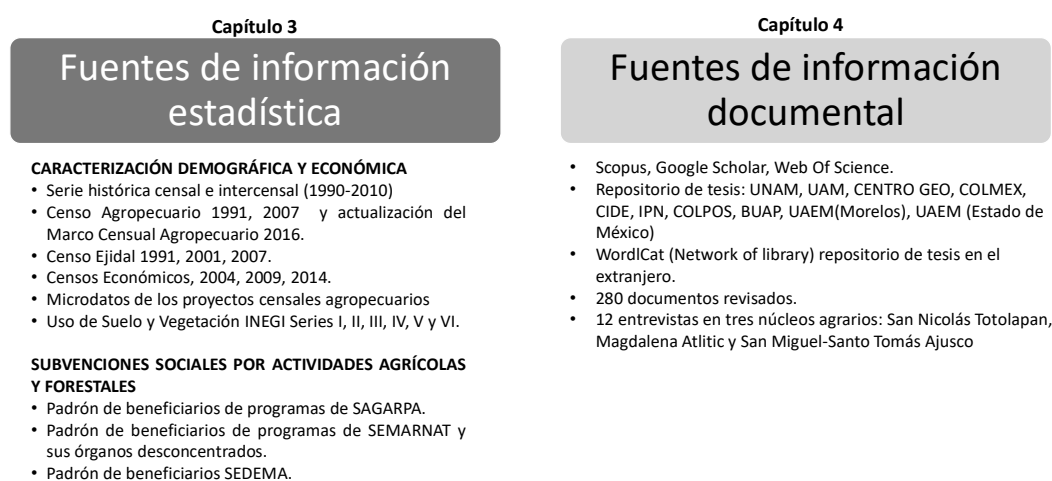 Capítulo 3
Fuentes de información
estadística
CARACTERIZACIÓN DEMOGRÁFICA Y ECONÓMICA
• Serie histórica censal e intercensal (1990-2010)
• Censo Agropecuario 1991, 2007 y actualización del
Marco Censual Agropecuario 2016.
• Censo Ejidal 1991, 2001, 2007.
• Censos Económicos, 2004, 2009, 2014.
• Microdatos de los proyectos censales agropecuarios
• Uso de Suelo y Vegetación INEGI Series I, II, III, IV, V y VI.
SUBVENCIONES SOCIALES POR ACTIVIDADES AGRÍCOLAS
Y FORESTALES
• Padrón de beneficiarios de programas de SAGARPA.
• Padrón de beneficiarios de programas de SEMARNAT y
sus órganos desconcentrados.
• Padrón de beneficiarios SEDEMA.
Capítulo 4
Fuentes de información
documental
• Scopus, Google Scholar, Web Of Science.
• Repositorio de tesis: UNAM, UAM, CENTRO GEO, COLMEX,
CIDE, IPN, COLPOS, BUAP, UAEM(Morelos), UAEM (Estado de
México)
• WordlCat (Network of library) repositorio de tesis en el
extranjero.
• 280 documentos revisados.
• 12 entrevistas en tres núcleos agrarios: San Nicolás Totolapan,
Magdalena Atlitic y San Miguel-Santo Tomás Ajusco